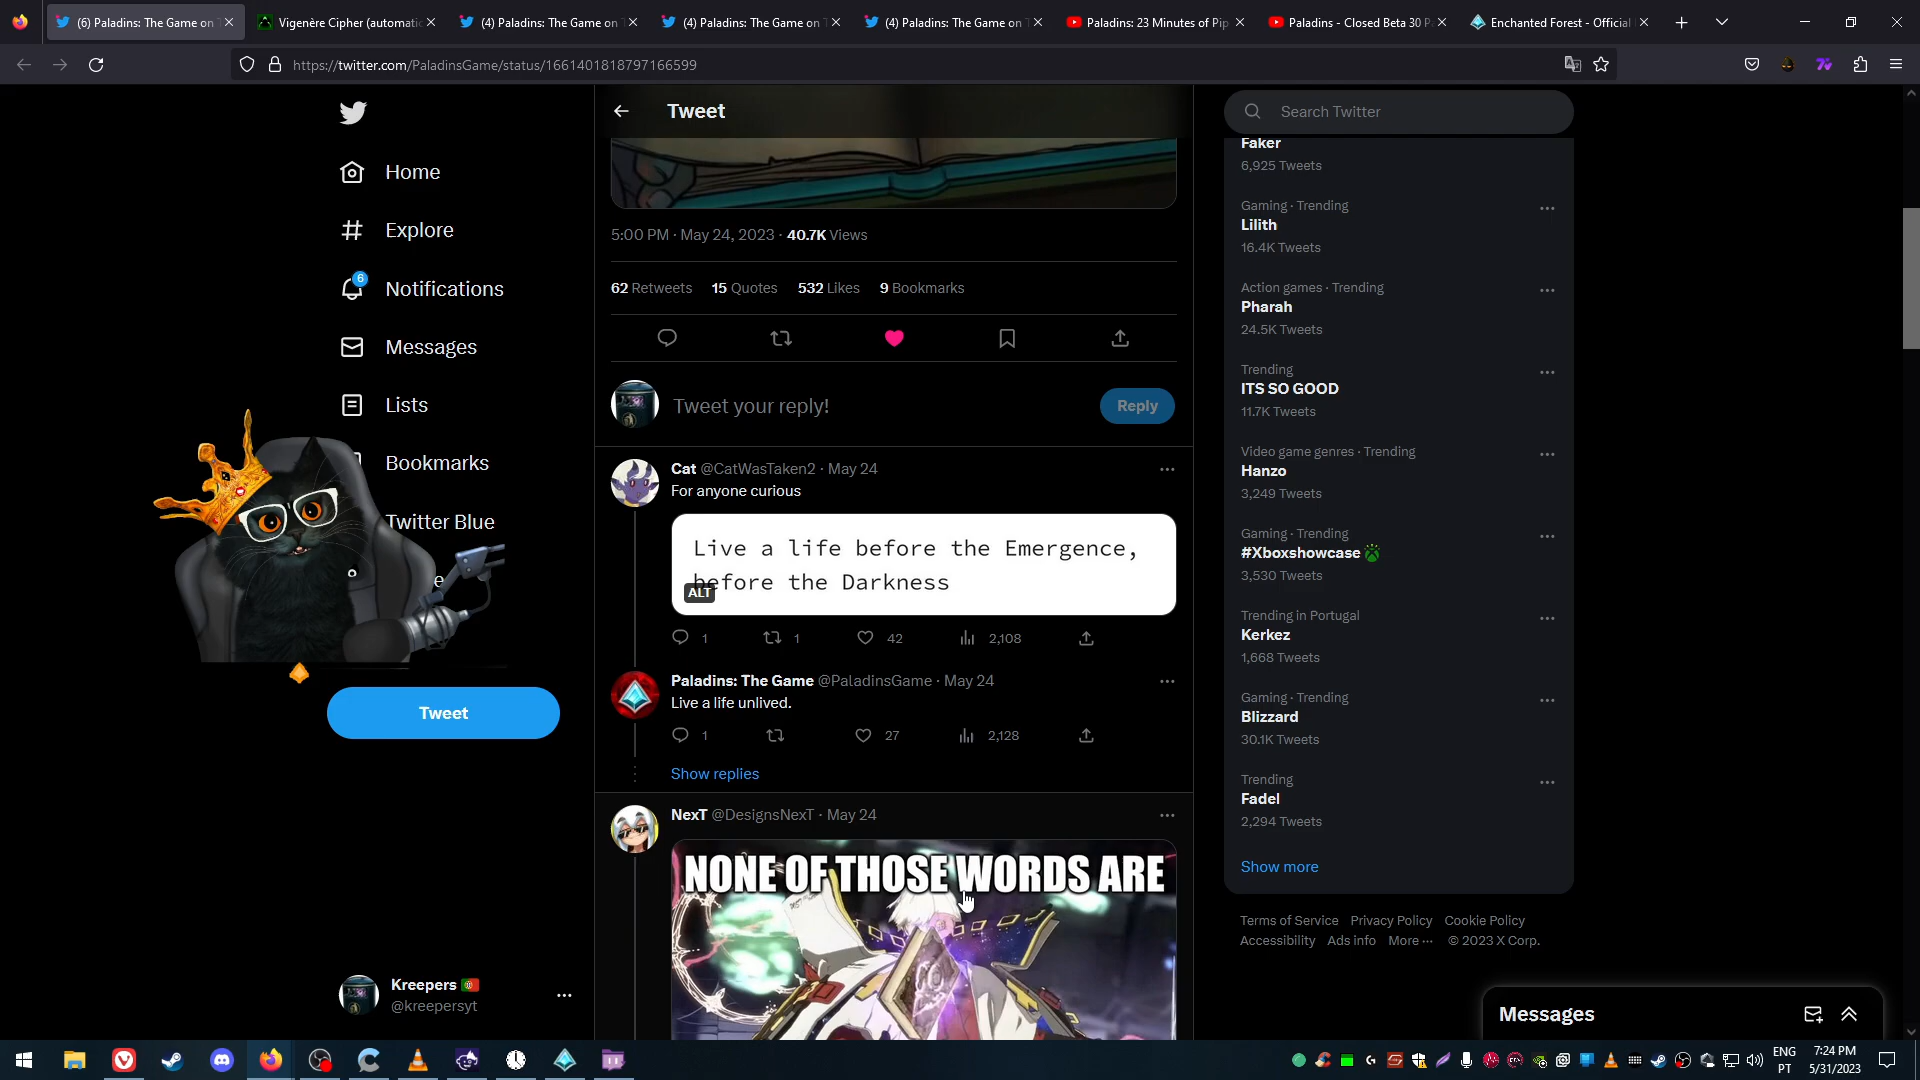 (6) Paladins: The Game on
Vigenère Cipher (automatic
(4) Paladins: The Game on T
(4) Paladins: The Game on T
(4) Paladins: The Game on T
Paladins: 23 Minutes of Pip
Paladins - Closed Beta 30 P
Enchanted Forest - Official
https://twitter.com/PaladinsGame/status/1661401818797166599
Home
Explore
6
Notifications
Messages
Lists
Bookmarks
Twitter Blue
e
Tweet
Kreepers
@kreepersyt
Tweet
5:00 PM · May 24, 2023 · 40.7K Views
62 Retweets 15 Quotes 532 Likes 9 Bookmarks
Tweet your reply!
Reply
Cat @CatWasTaken2 · May 24
For anyone curious
Live a life before the Emergence,
before the Darkness
ALT
1 1 42 2,108
Paladins: The Game @PaladinsGame · May 24
Live a life unlived.
1 27 2,128
Show replies
NexT @DesignsNexT · May 24
NONE OF THOSE WORDS ARE
Search Twitter
Faker
6,925 Tweets
Gaming · Trending
Lilith
16.4K Tweets
Action games · Trending
Pharah
24.5K Tweets
Trending
ITS SO GOOD
11.7K Tweets
Video game genres · Trending
Hanzo
3,249 Tweets
Gaming · Trending
#Xboxshowcase
3,530 Tweets
Trending in Portugal
Kerkez
1,668 Tweets
Gaming · Trending
Blizzard
30.1K Tweets
Trending
Fadel
2,294 Tweets
Show more
Terms of Service Privacy Policy Cookie Policy
Accessibility Ads info More ··· © 2023 X Corp.
Messages
ENG
PT
7:24 PM
5/31/2023